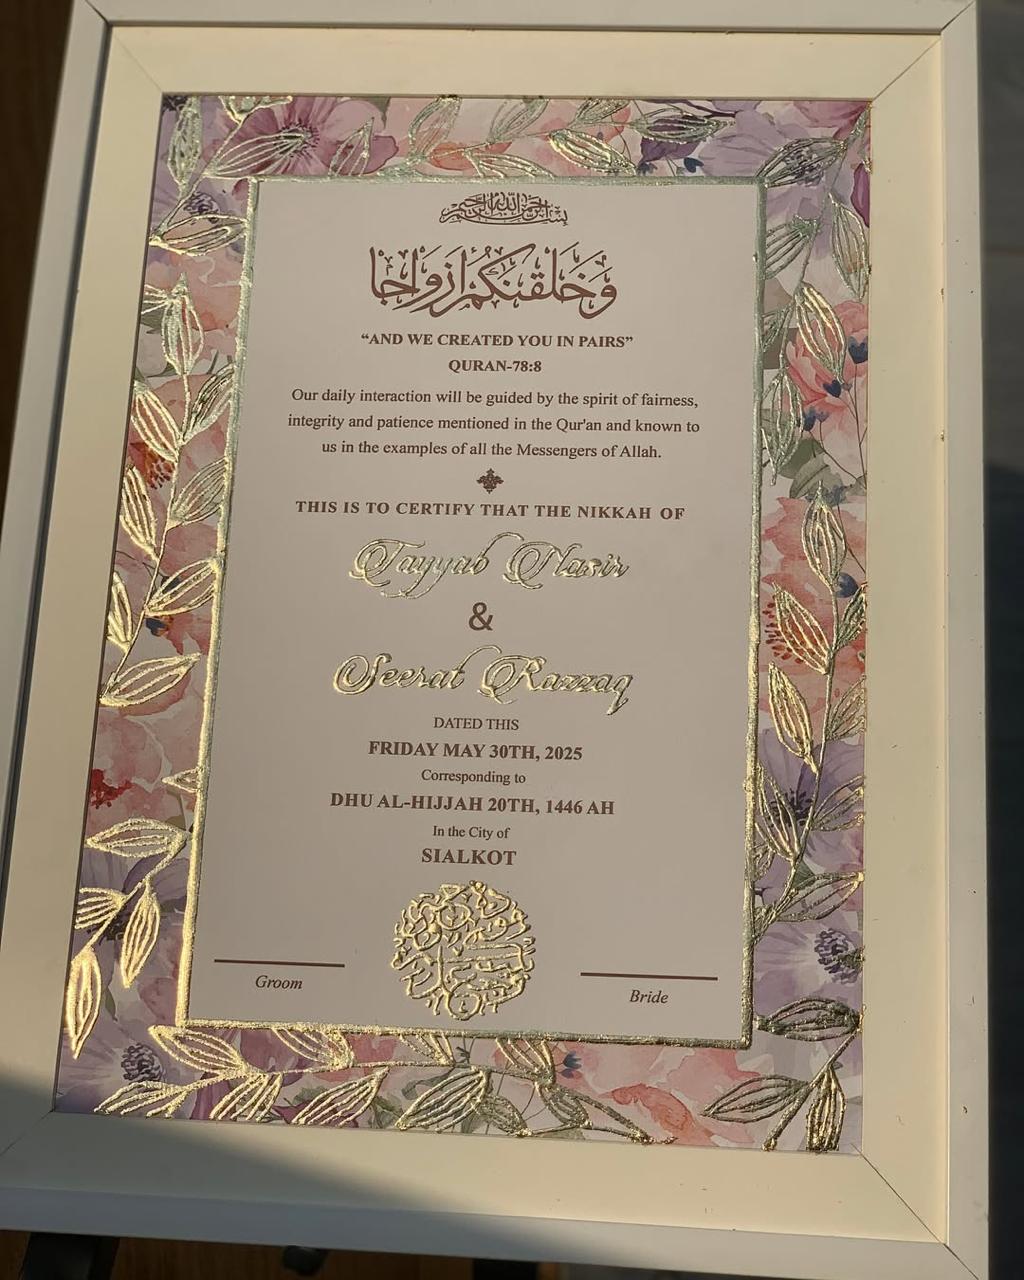 بسم الله الرحمن الرحيم
وَخَلَقْنَكُمْ أَزْوَاجًا
“AND WE CREATED YOU IN PAIRS”
QURAN-78:8
Our daily interaction will be guided by the spirit of fairness,
integrity and patience mentioned in the Qur'an and known to
us in the examples of all the Messengers of Allah.
THIS IS TO CERTIFY THAT THE NIKKAH OF
Tayyab Nasir
&
Seerat Razzaq
DATED THIS
FRIDAY MAY 30TH, 2025
Corresponding to
DHU AL-HIJJAH 20TH, 1446 AH
In the City of
SIALKOT
Groom
Bride